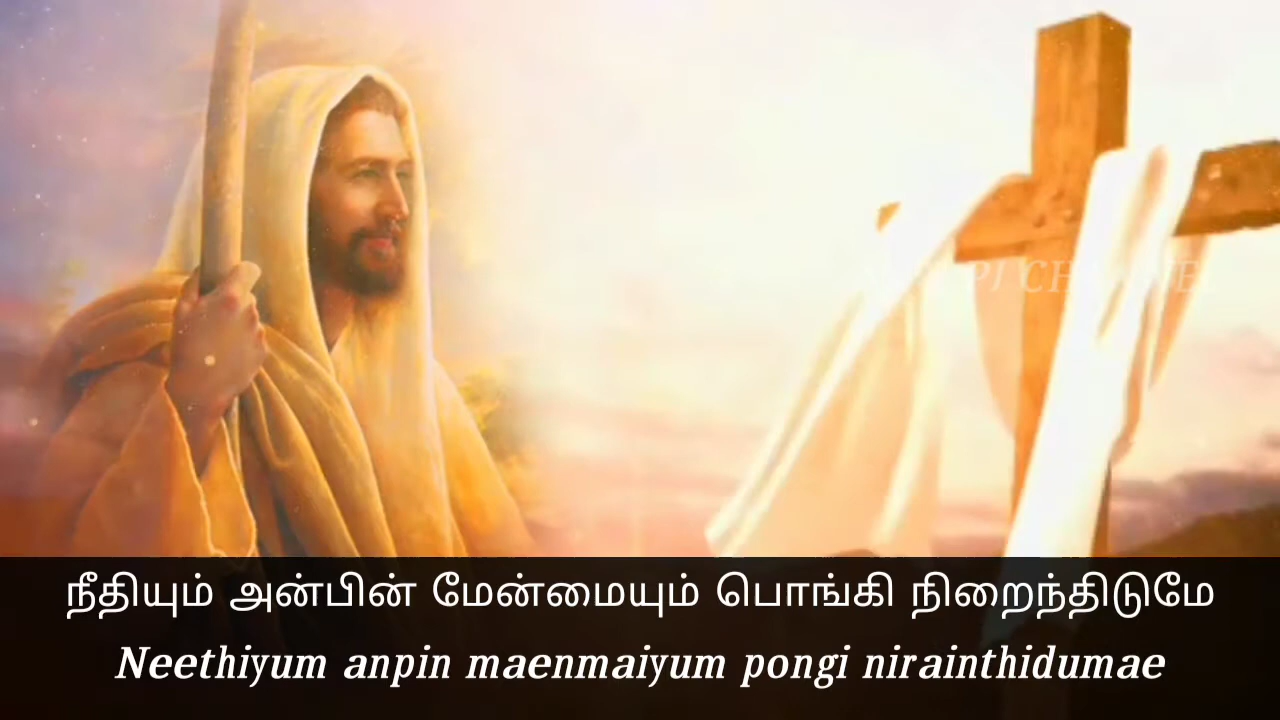 நீதியும் அன்பின் மேன்மையும் பொங்கி நிறைந்திடுமே
Neethiyum anpin maenmaiyum pongi nirainthidumae